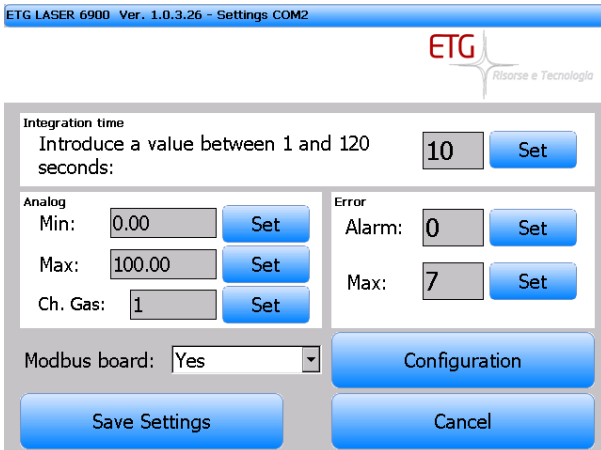 ETG LASER 6900 Ver. 1.0.3.26 - Settings COM2
ETG
Risorse e Tecnologia
Integration time
Introduce a value between 1 and 120
seconds:
10
Set
Analog
Min: 0.00 Set
Max: 100.00 Set
Ch. Gas: 1 Set
Error
Alarm: 0 Set
Max: 7 Set
Modbus board: Yes
Configuration
Save Settings
Cancel